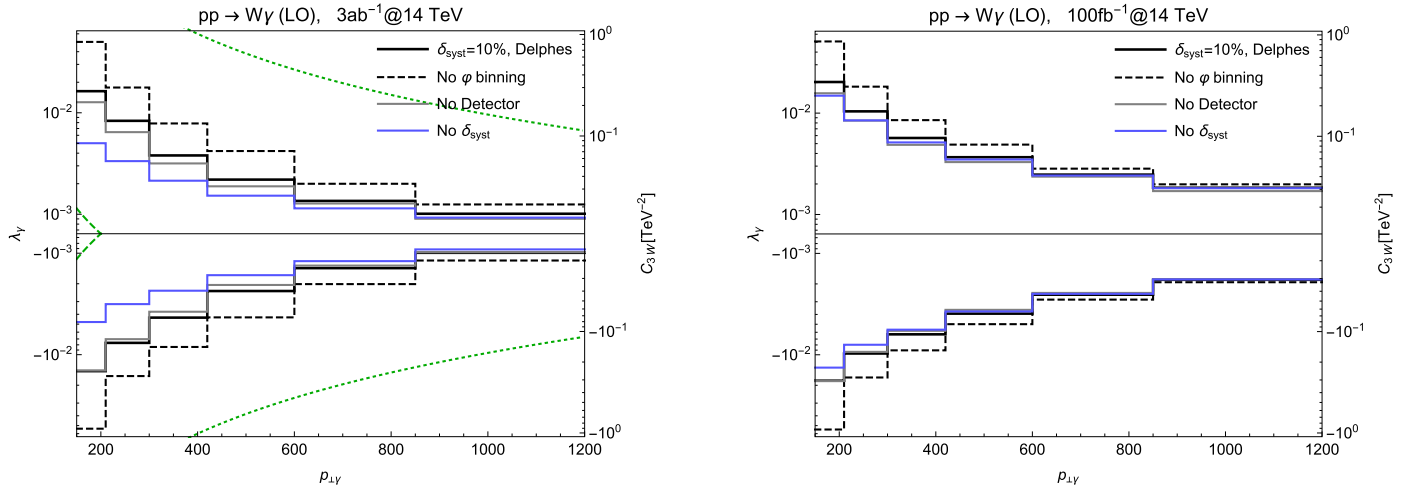 pp → Wγ (LO), 3ab⁻¹@14 TeV
δsyst=10%, Delphes
No φ binning
No Detector
No δsyst
10⁻²
10⁻³
-10⁻³
-10⁻²
λγ
10⁰
10⁻¹
-10⁻¹
-10⁰
C₃W[TeV⁻²]
200 400 600 800 1000 1200
p⊥γ
pp → Wγ (LO), 100fb⁻¹@14 TeV
δsyst=10%, Delphes
No φ binning
No Detector
No δsyst
10⁻²
10⁻³
-10⁻³
-10⁻²
λγ
10⁰
10⁻¹
-10⁻¹
-10⁰
C₃W[TeV⁻²]
200 400 600 800 1000 1200
p⊥γ